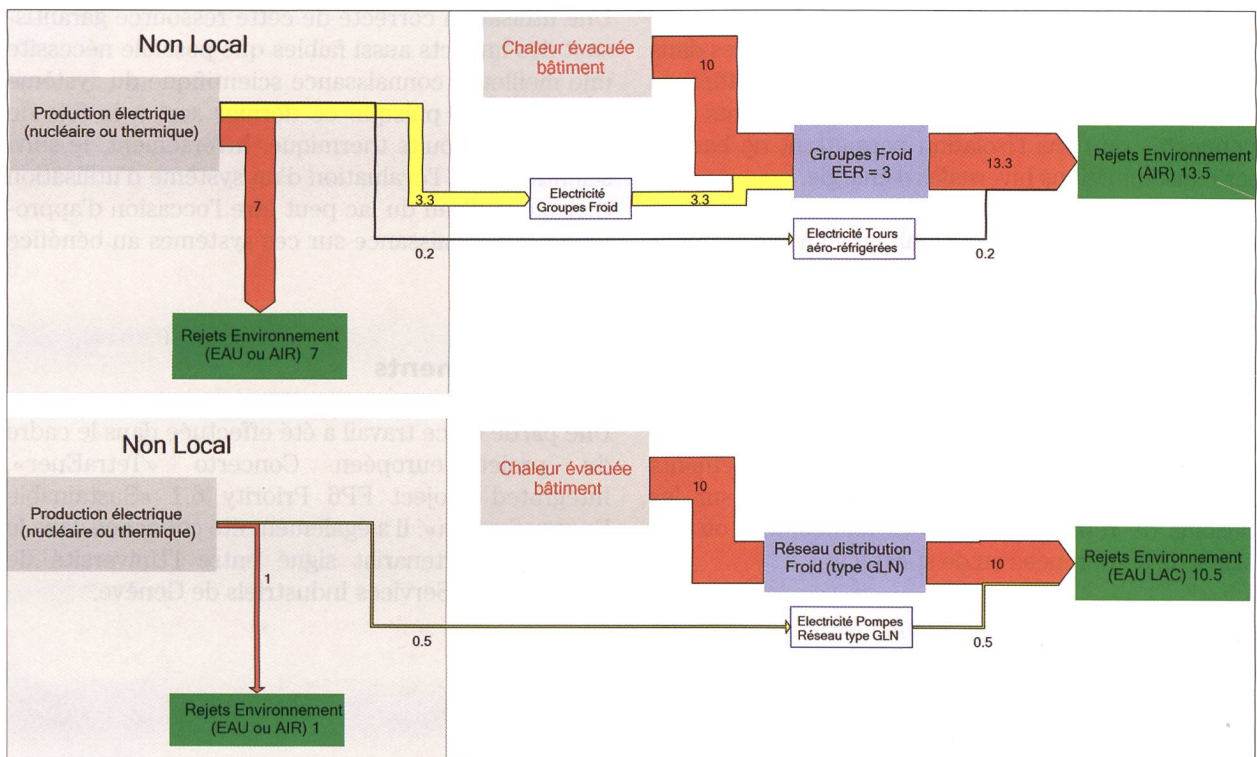 Non Local
Production électrique
(nucléaire ou thermique)
7
Rejets Environnement
(EAU ou AIR) 7
3.3
0.2
Electricité
Groupes Froid
3.3
Chaleur évacuée
bâtiment
10
Groupes Froid
EER = 3
13.3
Electricité Tours
aéro-réfrigérées
0.2
Rejets Environnement
(AIR) 13.5
Non Local
Production électrique
(nucléaire ou thermique)
1
Rejets Environnement
(EAU ou AIR) 1
0.5
Chaleur évacuée
bâtiment
10
Réseau distribution
Froid (type GLN)
10
Electricité Pompes
Réseau type GLN
0.5
Rejets Environnement
(EAU LAC) 10.5